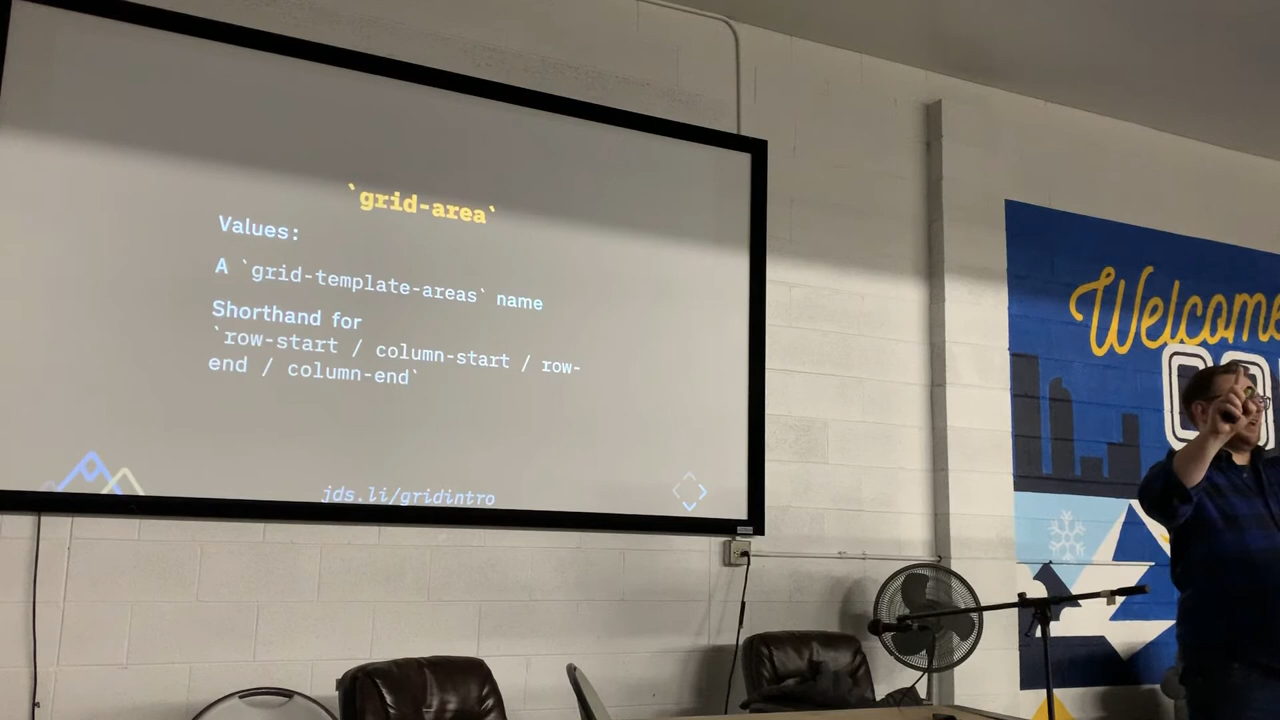 `grid-area`
Values:
A `grid-template-areas` name
Shorthand for
`row-start / column-start / row-
end / column-end`
jds.li/gridintro
Welcome